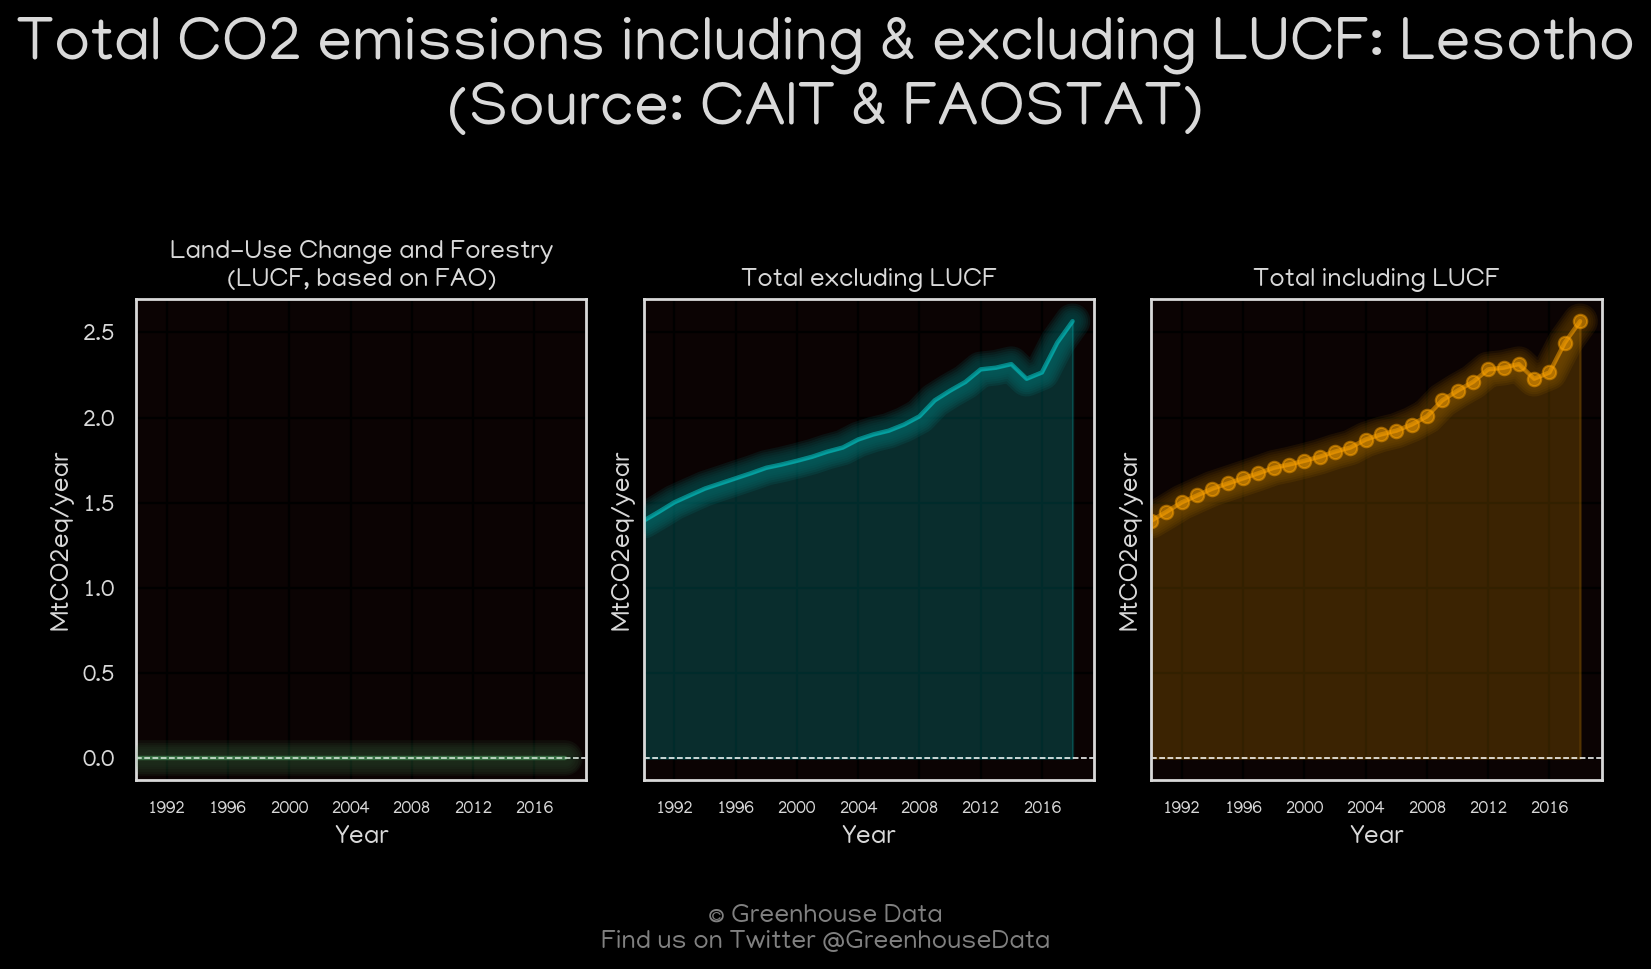 Total CO2 emissions including & excluding LUCF: Lesotho
(Source: CAIT & FAOSTAT)
Land-Use Change and Forestry
(LUCF, based on FAO)
Total excluding LUCF
Total including LUCF
2.5
2.0
1.5
1.0
0.5
0.0
MtCO2eq/year
MtCO2eq/year
MtCO2eq/year
1992 1996 2000 2004 2008 2012 2016
1992 1996 2000 2004 2008 2012 2016
1992 1996 2000 2004 2008 2012 2016
Year
Year
Year
© Greenhouse Data
Find us on Twitter @GreenhouseData